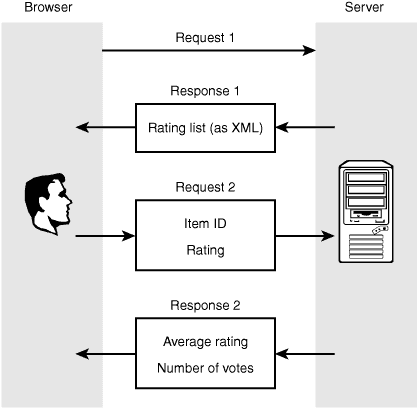 Browser
Server
Request 1
Response 1
Rating list (as XML)
Request 2
Item ID
Rating
Response 2
Average rating
Number of votes